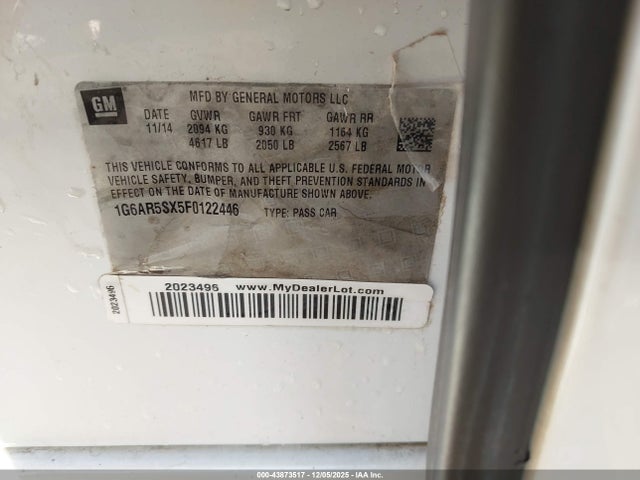 GM MFD BY GENERAL MOTORS LLC
DATE GVWR GAWR FRT GAWR RR
11/14 2094 KG 930 KG 1164 KG
4617 LB 2050 LB 2567 LB
THIS VEHICLE CONFORMS TO ALL APPLICABLE U.S. FEDERAL MOTOR
VEHICLE SAFETY, BUMPER, AND THEFT PREVENTION STANDARDS IN
EFFECT ON THE DATE OF MANUFACTURE SHOWN ABOVE.
1G6AR5SX5F0122446 TYPE: PASS CAR
2023496 www.MyDealerLot.com
2023496
00-43873517 - 12/05/2025 - IAA Inc.